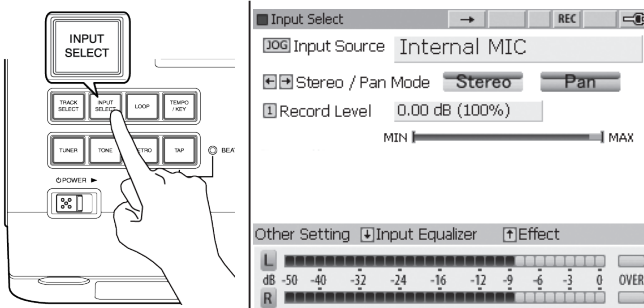 INPUT
SELECT
TRACK
SELECT
INPUT
SELECT
LOOP
TEMPO
/ KEY
TUNER
TONE
TAP
BEA
POWER
Input Select
REC
JOG Input Source Internal MIC
Stereo / Pan Mode Stereo Pan
1 Record Level 0.00 dB (100%)
MIN MAX
Other Setting ↓ Input Equalizer ↑ Effect
L
dB -50 -40 -32 -24 -16 -12 -9 -6 -3 0 OVER
R